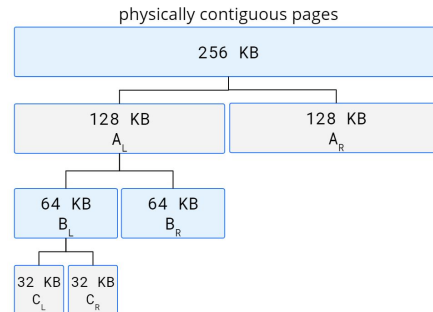 physically contiguous pages
256 KB
128 KB
A_L
128 KB
A_R
64 KB
B_L
64 KB
B_R
32 KB
C_L
32 KB
C_R